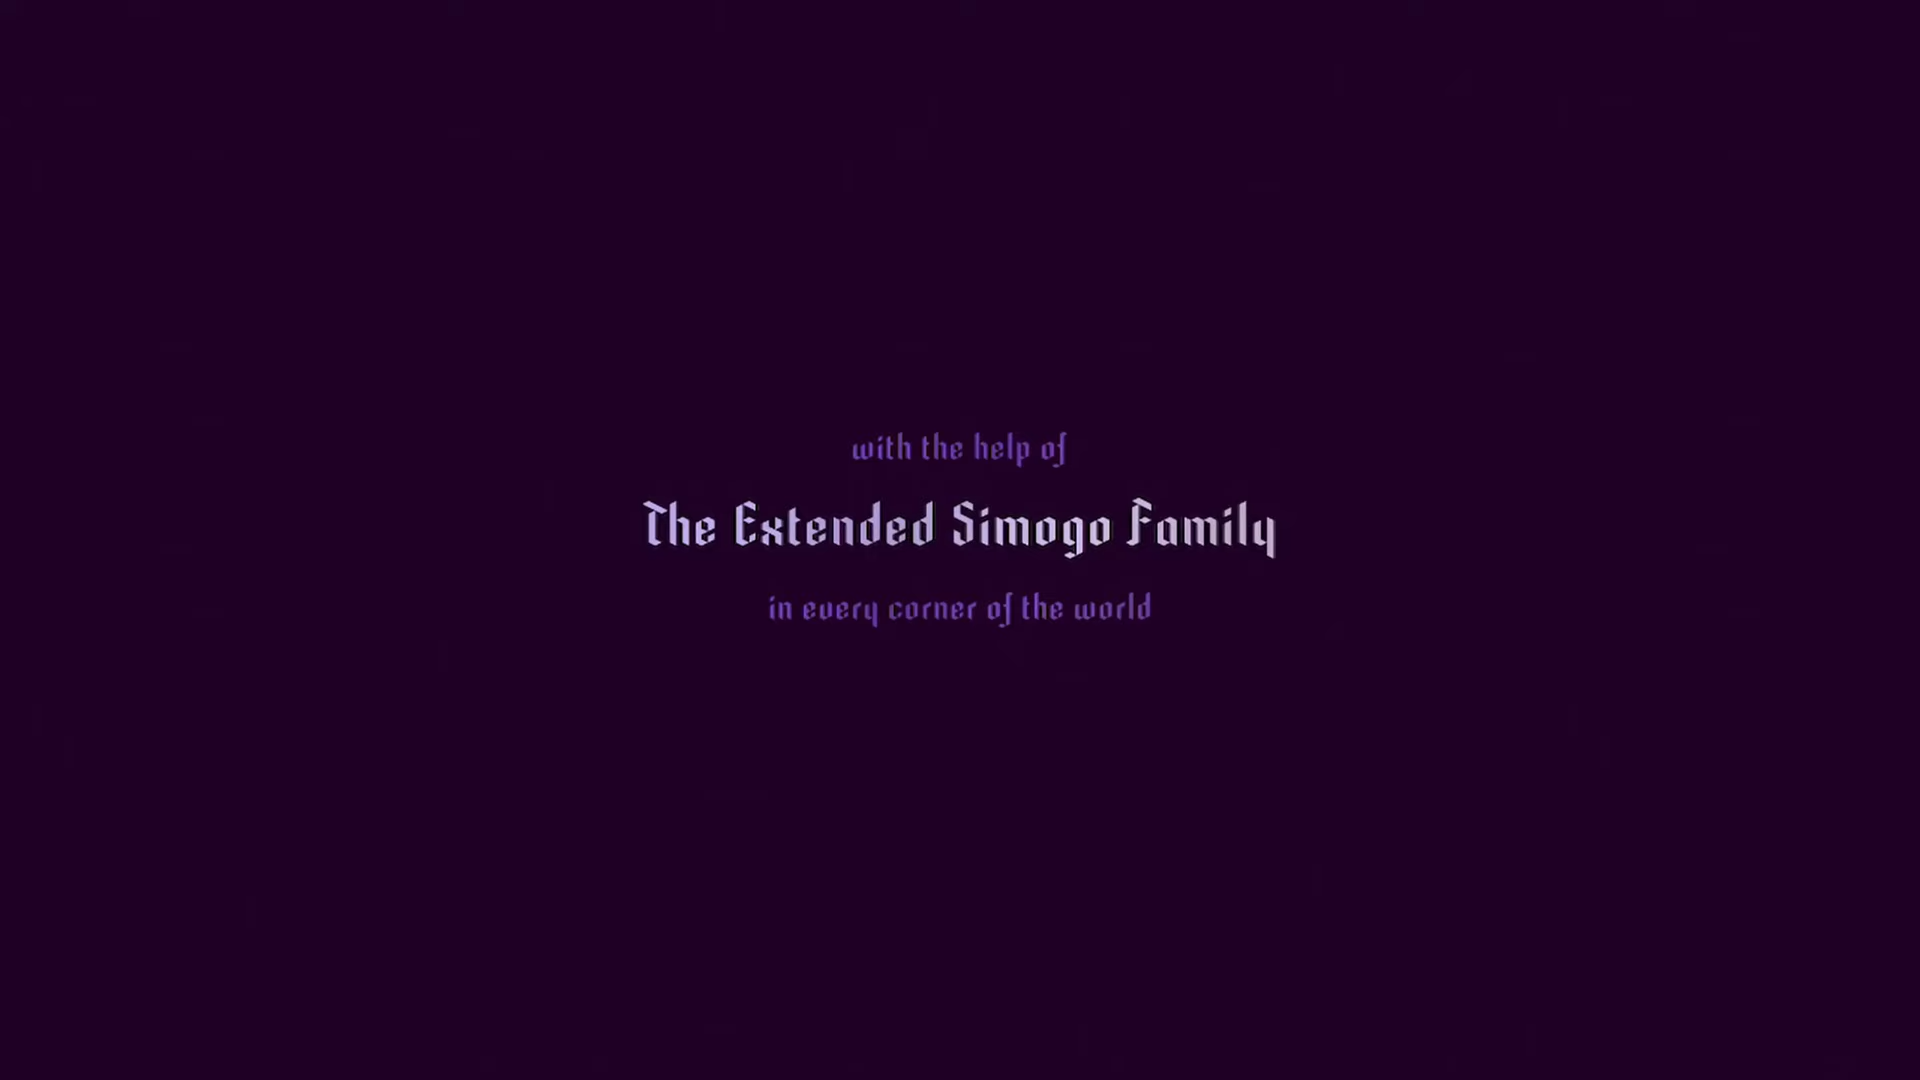 with the help of
The Extended Simogo Family
in every corner of the world